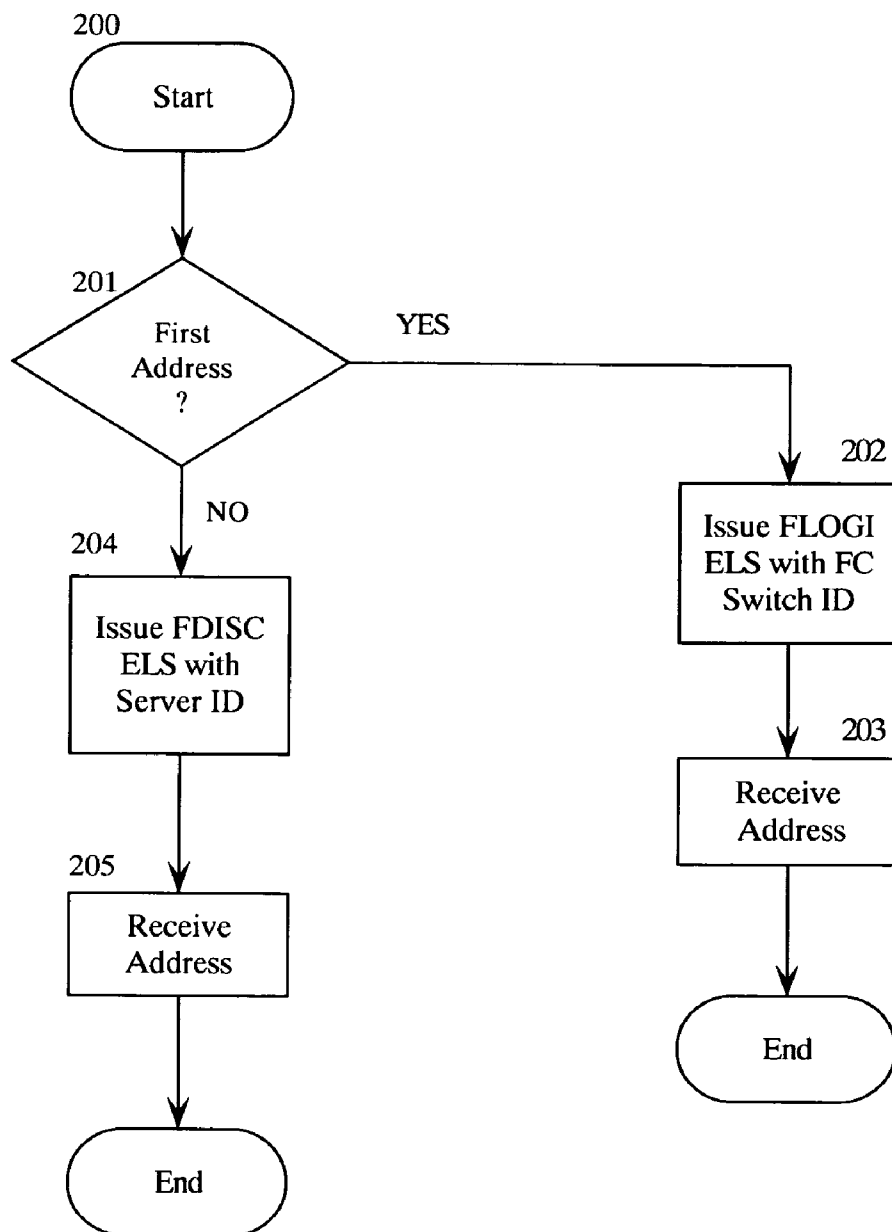 200
Start
201
First
Address
?
YES
NO
202
Issue FLOGI
ELS with FC
Switch ID
204
Issue FDISC
ELS with
Server ID
203
Receive
Address
205
Receive
Address
End
End